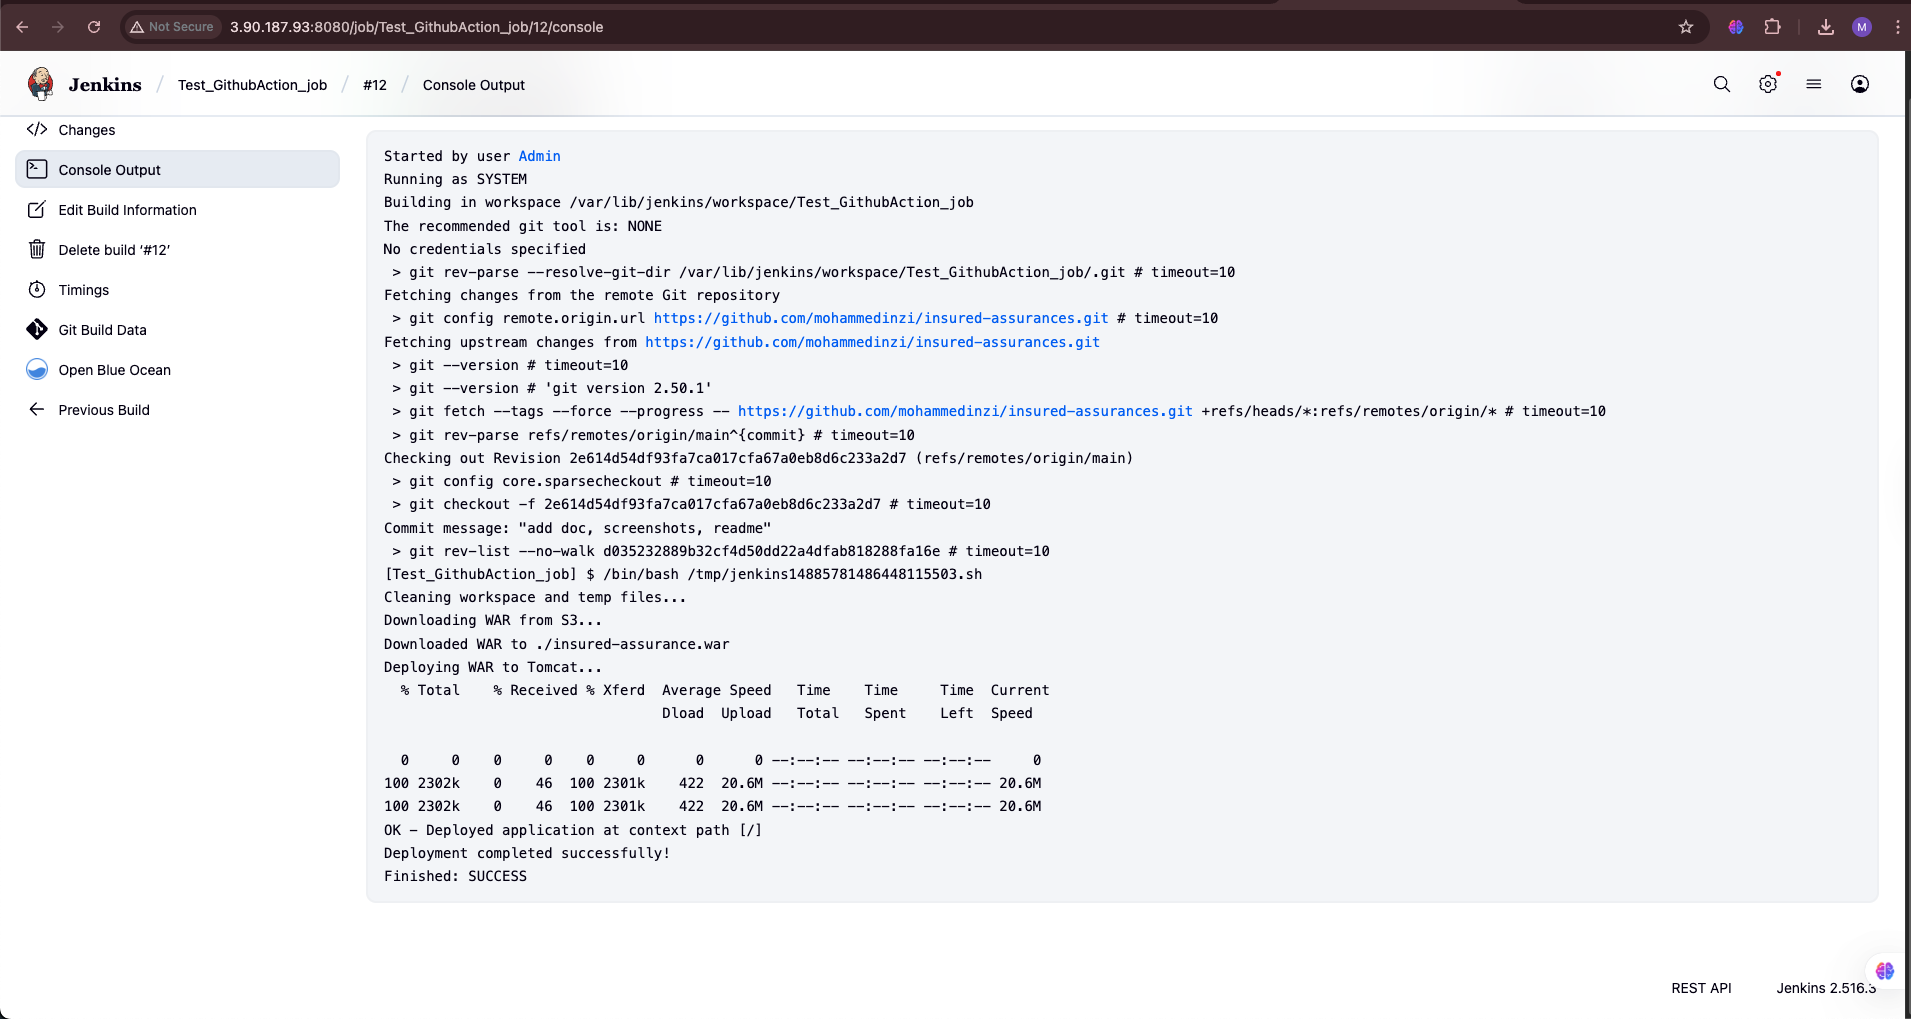 Not Secure 3.90.187.93:8080/job/Test_GithubAction_job/12/console
M
Jenkins / Test_GithubAction_job / #12 / Console Output
Changes
Console Output
Edit Build Information
Delete build ‘#12’
Timings
Git Build Data
Open Blue Ocean
Previous Build
Started by user Admin
Running as SYSTEM
Building in workspace /var/lib/jenkins/workspace/Test_GithubAction_job
The recommended git tool is: NONE
No credentials specified
> git rev-parse --resolve-git-dir /var/lib/jenkins/workspace/Test_GithubAction_job/.git # timeout=10
Fetching changes from the remote Git repository
> git config remote.origin.url https://github.com/mohammedinzi/insured-assurances.git # timeout=10
Fetching upstream changes from https://github.com/mohammedinzi/insured-assurances.git
> git --version # timeout=10
> git --version # 'git version 2.50.1'
> git fetch --tags --force --progress -- https://github.com/mohammedinzi/insured-assurances.git +refs/heads/*:refs/remotes/origin/* # timeout=10
> git rev-parse refs/remotes/origin/main^{commit} # timeout=10
Checking out Revision 2e614d54df93fa7ca017cfa67a0eb8d6c233a2d7 (refs/remotes/origin/main)
> git config core.sparsecheckout # timeout=10
> git checkout -f 2e614d54df93fa7ca017cfa67a0eb8d6c233a2d7 # timeout=10
Commit message: "add doc, screenshots, readme"
> git rev-list --no-walk d035232889b32cf4d50dd22a4dfab818288fa16e # timeout=10
[Test_GithubAction_job] $ /bin/bash /tmp/jenkins14885781486448115503.sh
Cleaning workspace and temp files...
Downloading WAR from S3...
Downloaded WAR to ./insured-assurance.war
Deploying WAR to Tomcat...
% Total % Received % Xferd Average Speed Time Time Time Current
Dload Upload Total Spent Left Speed
0 0 0 0 0 0 0 0 --:--:-- --:--:-- --:--:-- 0
100 2302k 0 46 100 2301k 422 20.6M --:--:-- --:--:-- --:--:-- 20.6M
100 2302k 0 46 100 2301k 422 20.6M --:--:-- --:--:-- --:--:-- 20.6M
OK - Deployed application at context path [/]
Deployment completed successfully!
Finished: SUCCESS
REST API Jenkins 2.516.3